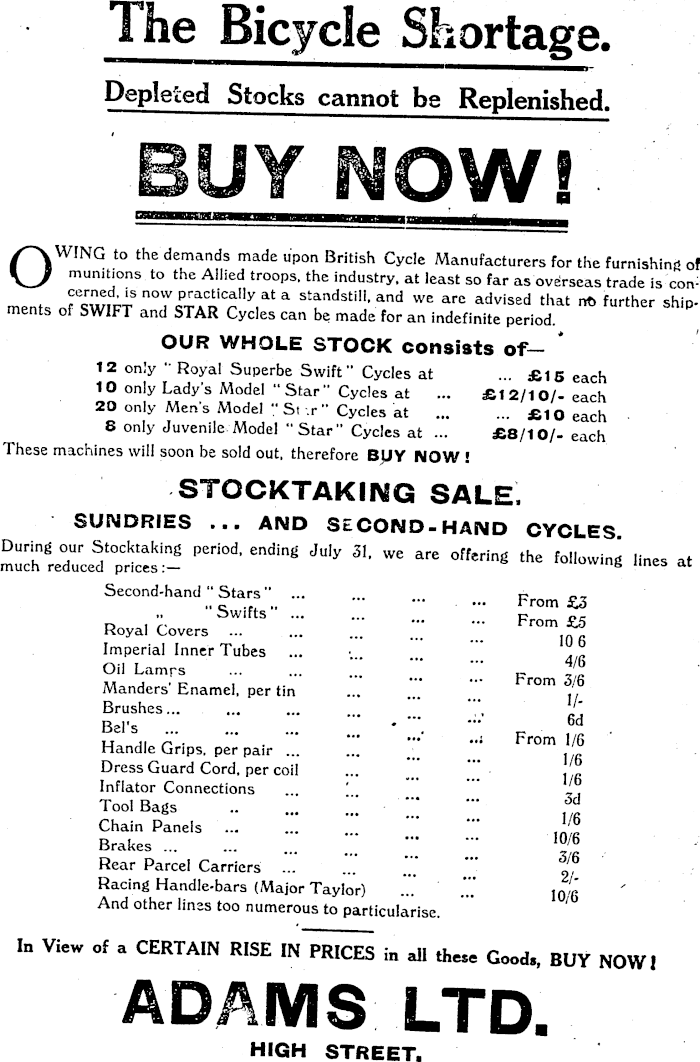 The Bicycle Shortage.
Depleted Stocks cannot be Replenished.
BUY NOW!
OWING to the demands made upon British Cycle Manufacturers for the furnishing of
munitions to the Allied troops, the industry, at least so far as overseas trade is con-
cerned, is now practically at a standstill, and we are advised that no further ship-
ments of SWIFT and STAR Cycles can be made for an indefinite period.
OUR WHOLE STOCK consists of—
12 only "Royal Superbe Swift" Cycles at ... £15 each
10 only Lady's Model "Star" Cycles at ... £12/10/- each
20 only Men's Model "Star" Cycles at ... ... £10 each
8 only Juvenile Model "Star" Cycles at ... £8/10/- each
These machines will soon be sold out, therefore BUY NOW!
STOCKTAKING SALE.
SUNDRIES ... AND SECOND-HAND CYCLES.
During our Stocktaking period, ending July 31, we are offering the following lines at
much reduced prices:—
Second-hand "Stars" ... ... ... ... From £3
„ "Swifts" ... ... ... ... From £5
Royal Covers ... ... ... ... 10 6
Imperial Inner Tubes ... ... ... ... 4/6
Oil Lamps ... ... ... ... ... From 3/6
Manders' Enamel, per tin ... ... ... 1/-
Brushes ... ... ... ... ... ... 6d
Bel's ... ... ... ... ... ... From 1/6
Handle Grips, per pair ... ... ... ... 1/6
Dress Guard Cord, per coil ... ... ... 1/6
Inflator Connections ... ... ... ... 3d
Tool Bags .. ... ... ... ... 1/6
Chain Panels ... ... ... ... ... 10/6
Brakes ... ... ... ... ... ... 3/6
Rear Parcel Carriers ... ... ... ... 2/-
Racing Handle-bars (Major Taylor) ... ... 10/6
And other lines too numerous to particularise.
In View of a CERTAIN RISE IN PRICES in all these Goods, BUY NOW!
ADAMS LTD.
HIGH STREET.